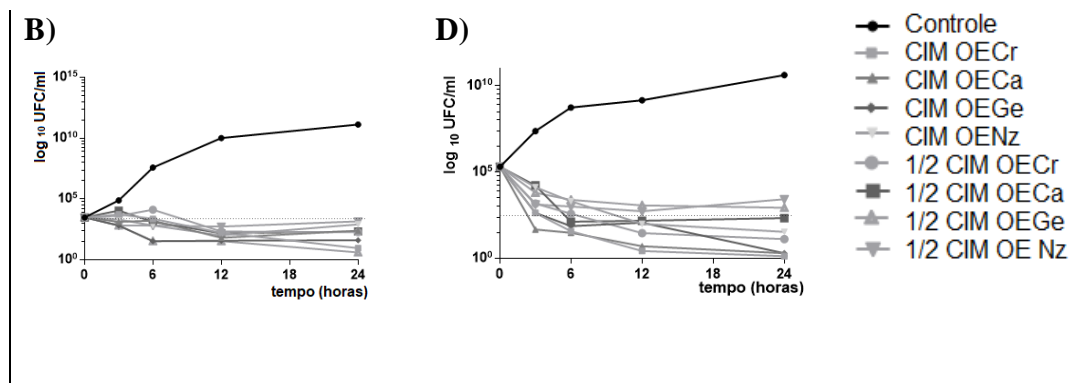 B)
log 10 UFC/ml
10^15
10^10
10^5
10^0
0
6
12
18
24
tempo (horas)
D)
log 10 UFC/ml
10^10
10^5
10^0
0
6
12
18
24
tempo (horas)
Controle
CIM OECr
CIM OECa
CIM OEGe
CIM OENz
1/2 CIM OECr
1/2 CIM OECa
1/2 CIM OEGe
1/2 CIM OE Nz